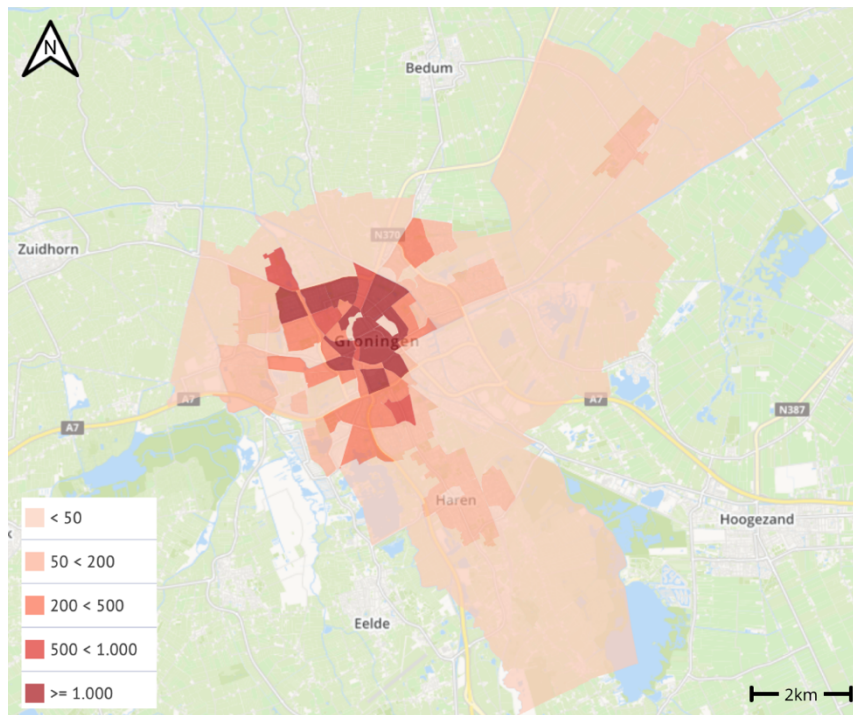 N
Bedum
N370
Zuidhorn
Groningen
A7
A7
A7
N387
Haren
Hoogezand
Eelde
< 50
50 < 200
200 < 500
500 < 1.000
>= 1.000
2km